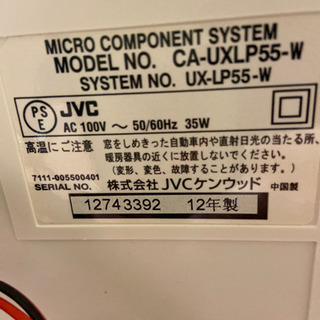 MICRO COMPONENT SYSTEM
MODEL NO. CA-UXLP55-W
SYSTEM NO. UX-LP55-W
PS E JVC
AC 100V ～ 50/60Hz 35W
高温にご注意 窓をしめきった自動車内や直射日光の当たる所、
暖房器具の近くに放置しないでください。
(変形、変色、故障することがあります。)
7111-005500401
SERIAL NO. 株式会社 JVCケンウッド 中国製
12743392 12年製